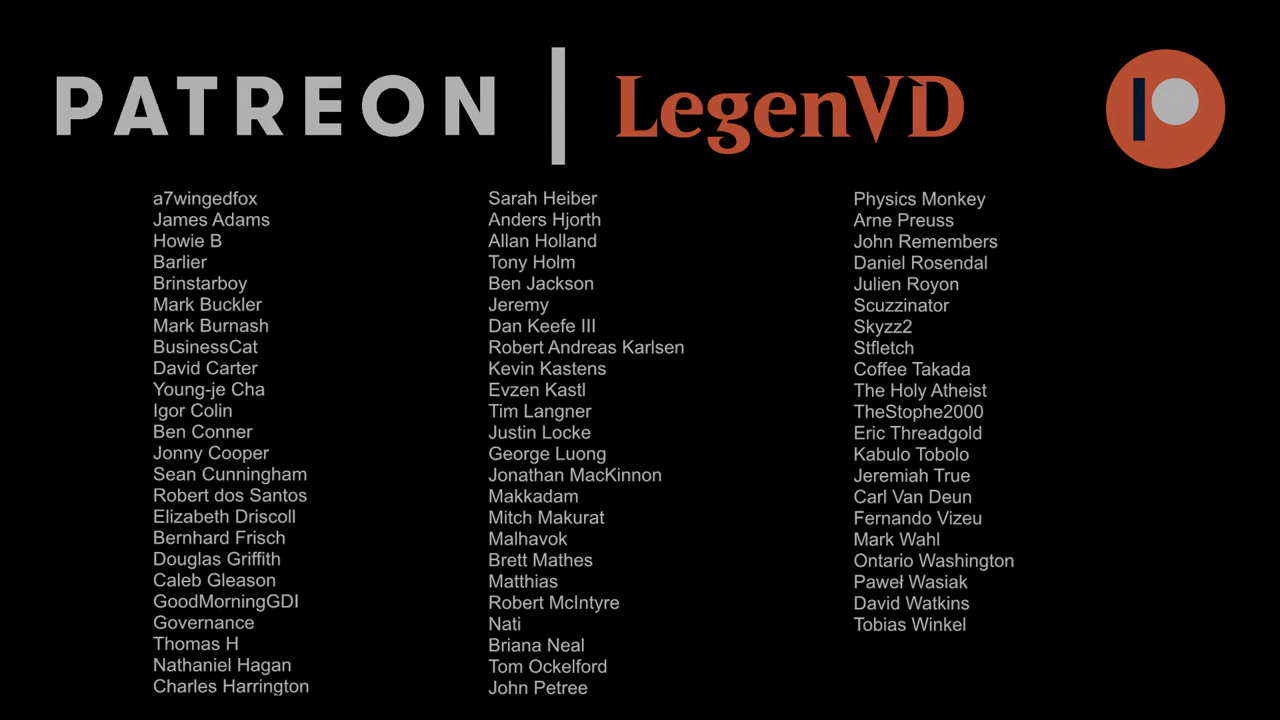 PATREON | LegenVD
a7wingedfox
James Adams
Howie B
Barlier
Brinstarboy
Mark Buckler
Mark Burnash
BusinessCat
David Carter
Young-je Cha
Igor Colin
Ben Conner
Jonny Cooper
Sean Cunningham
Robert dos Santos
Elizabeth Driscoll
Bernhard Frisch
Douglas Griffith
Caleb Gleason
GoodMorningGDI
Governance
Thomas H
Nathaniel Hagan
Charles Harrington
Sarah Heiber
Anders Hjorth
Allan Holland
Tony Holm
Ben Jackson
Jeremy
Dan Keefe III
Robert Andreas Karlsen
Kevin Kastens
Evzen Kastl
Tim Langner
Justin Locke
George Luong
Jonathan MacKinnon
Makkadam
Mitch Makurat
Malhavok
Brett Mathes
Matthias
Robert McIntyre
Nati
Briana Neal
Tom Ockelford
John Petree
Physics Monkey
Arne Preuss
John Remembers
Daniel Rosendal
Julien Royon
Scuzzinator
Skyzz2
Stfletch
Coffee Takada
The Holy Atheist
TheStophe2000
Eric Threadgold
Kabulo Tobolo
Jeremiah True
Carl Van Deun
Fernando Vizeu
Mark Wahl
Ontario Washington
Paweł Wasiak
David Watkins
Tobias Winkel